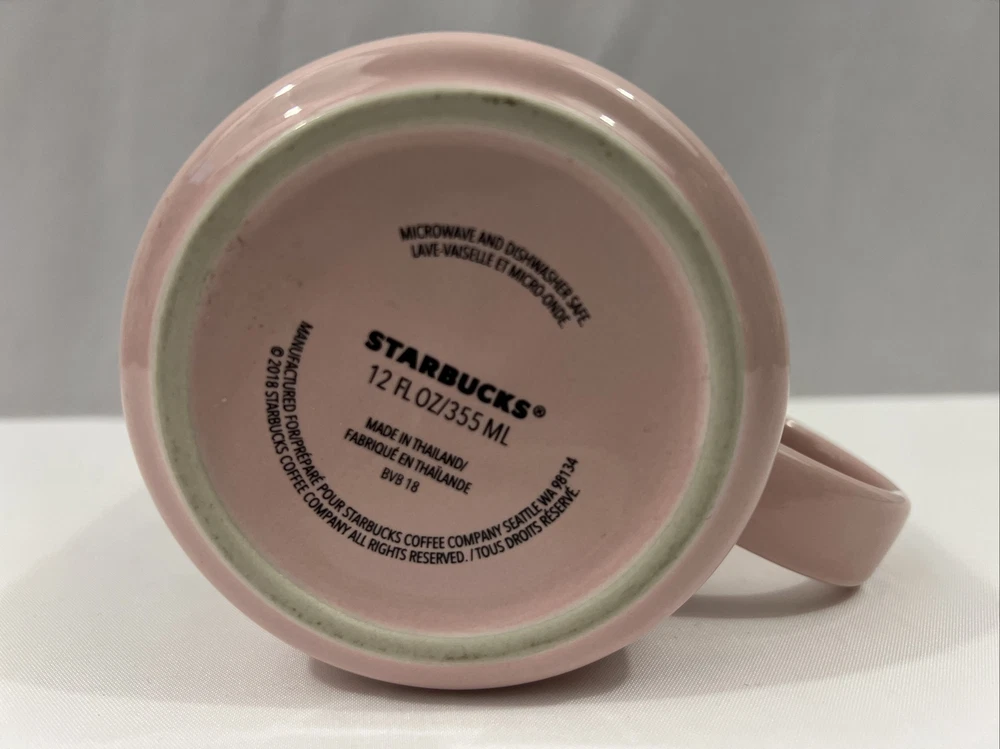 MICROWAVE AND DISHWASHER SAFE.
LAVE-VAISELLE ET MICRO-ONDE.
STARBUCKS®
12 FL OZ/355 ML
MADE IN THAILAND/
FABRIQUÉ EN THAÏLANDE
BVB 18
MANUFACTURED FOR/PRÉPARÉ POUR STARBUCKS COFFEE COMPANY SEATTLE WA 98134
© 2018 STARBUCKS COFFEE COMPANY ALL RIGHTS RESERVED. / TOUS DROITS RÉSERVÉ.